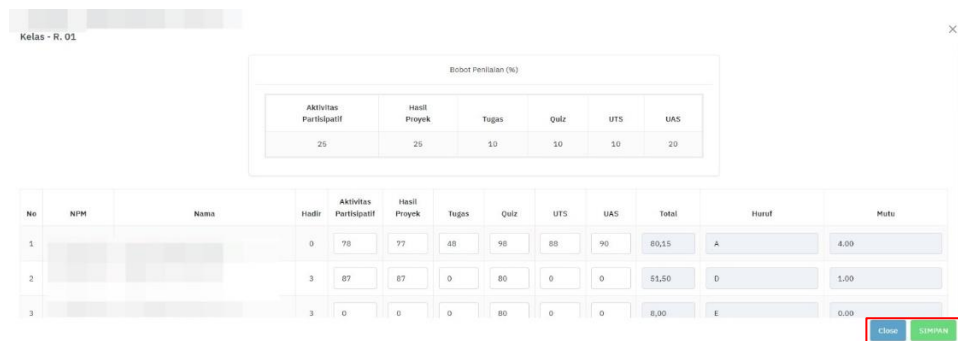 Kelas - R. 01
×
Bobot Penilaian (%)
Aktivitas Partisipatif Hasil Proyek Tugas Quiz UTS UAS
25 25 10 10 10 20
No NPM Nama Hadir Aktivitas Partisipatif Hasil Proyek Tugas Quiz UTS UAS Total Huruf Mutu
1 0 78 77 48 98 88 90 80,15 A 4.00
2 3 87 87 0 80 0 0 51,50 D 1.00
3 3 0 0 0 80 0 0 8,00 E 0.00
Close SIMPAN